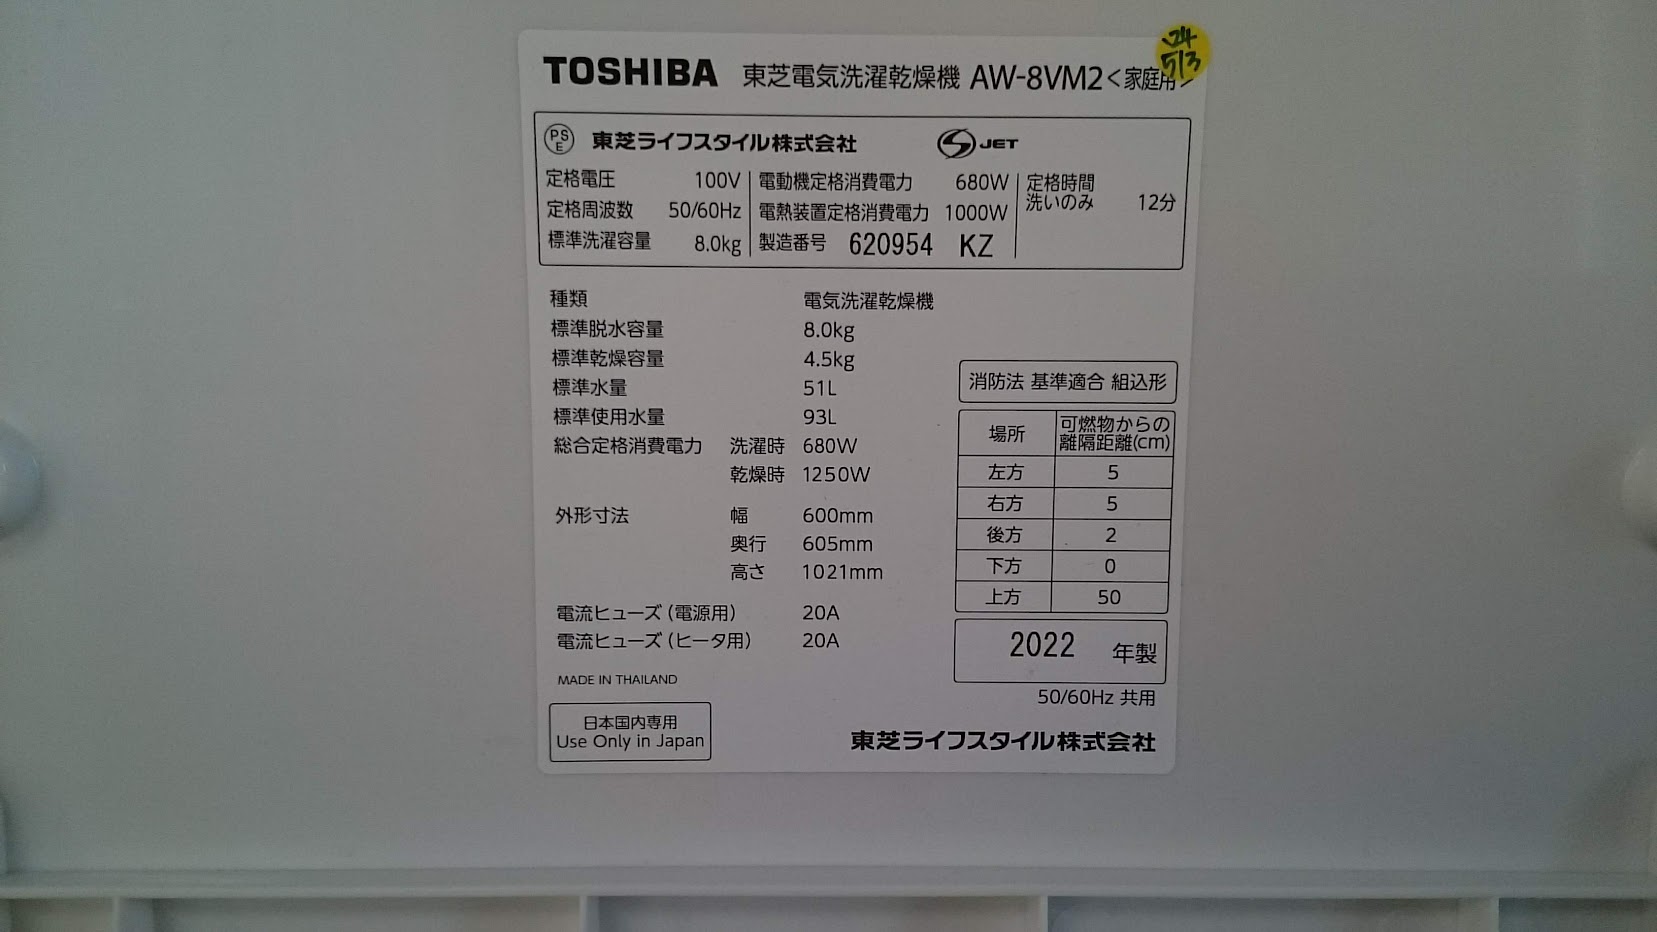 TOSHIBA 東芝電気洗濯乾燥機 AW-8VM2<家庭用>
24
5/3
PS
E
東芝ライフスタイル株式会社 S JET
定格電圧 100V
定格周波数 50/60Hz
標準洗濯容量 8.0kg
電動機定格消費電力 680W
電熱装置定格消費電力 1000W
製造番号 620954 KZ
定格時間
洗いのみ 12分
種類 電気洗濯乾燥機
標準脱水容量 8.0kg
標準乾燥容量 4.5kg
標準水量 51L
標準使用水量 93L
総合定格消費電力 洗濯時 680W
乾燥時 1250W
外形寸法 幅 600mm
奥行 605mm
高さ 1021mm
電流ヒューズ(電源用) 20A
電流ヒューズ(ヒータ用) 20A
MADE IN THAILAND
日本国内専用
Use Only in Japan
消防法 基準適合 組込形
場所 可燃物からの
離隔距離(cm)
左方 5
右方 5
後方 2
下方 0
上方 50
2022 年製
50/60Hz 共用
東芝ライフスタイル株式会社